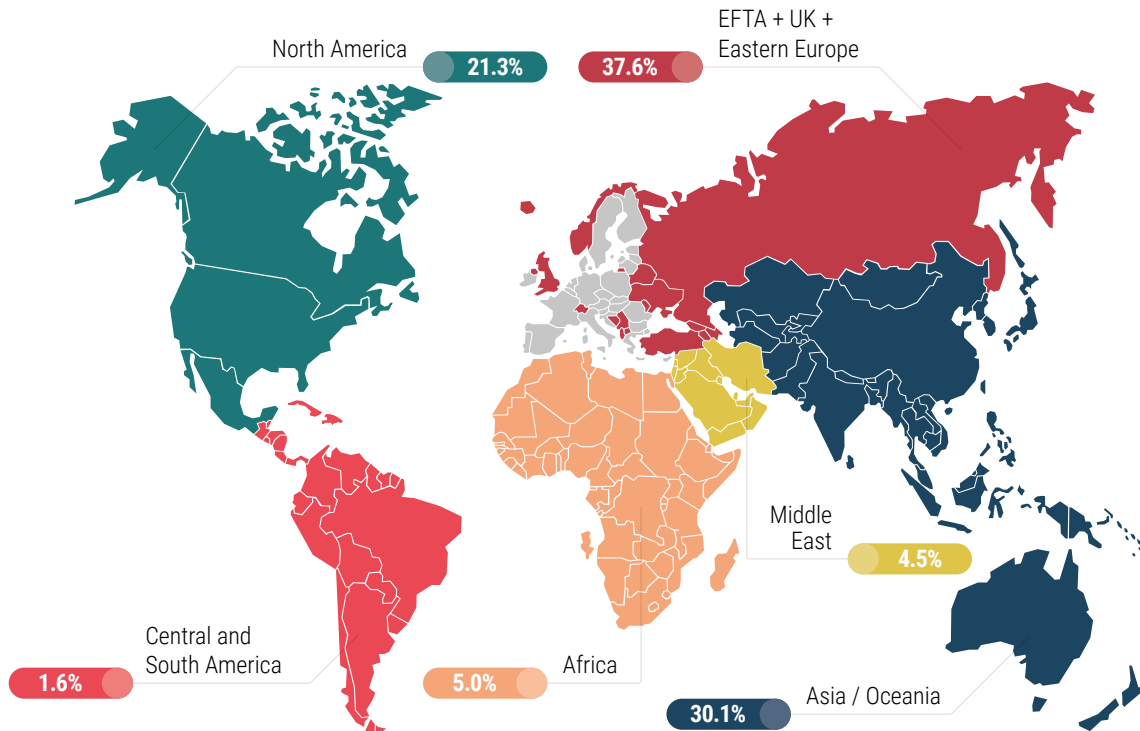 North America
21.3%
EFTA + UK +
Eastern Europe
37.6%
Middle
East
4.5%
Central and
South America
1.6%
Africa
5.0%
Asia / Oceania
30.1%